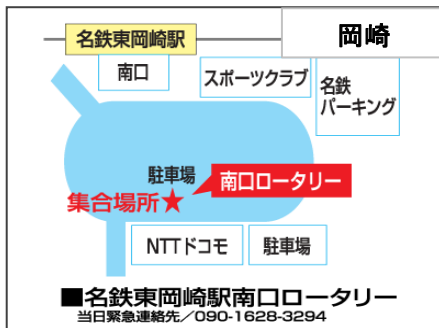 岡崎
名鉄東岡崎駅
南口
スポーツクラブ
名鉄
パーキング
駐車場
南口ロータリー
集合場所★
NTTドコモ
駐車場
■名鉄東岡崎駅南口ロータリー
当日緊急連絡先／090-1628-3294